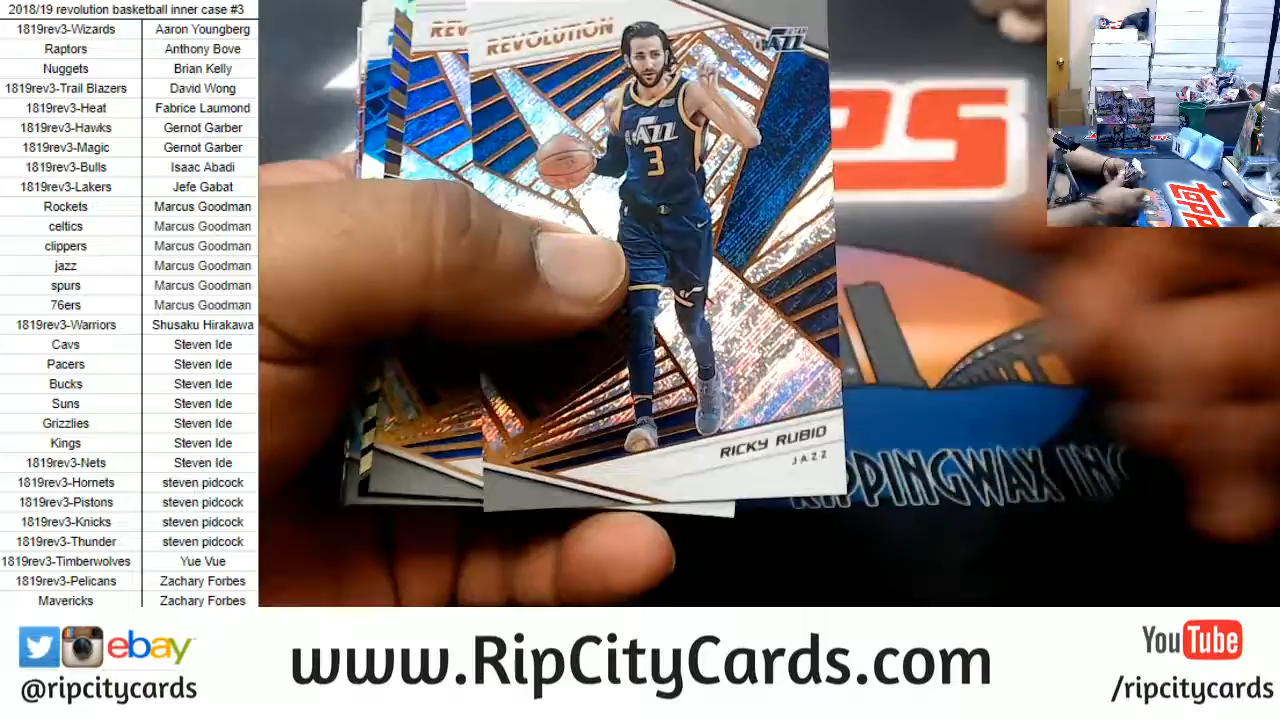 2018/19 revolution basketball inner case #3
1819rev3-Wizards Aaron Youngberg
Raptors Anthony Bove
Nuggets Brian Kelly
1819rev3-Trail Blazers David Wong
1819rev3-Heat Fabrice Laumond
1819rev3-Hawks Gernot Garber
1819rev3-Magic Gernot Garber
1819rev3-Bulls Isaac Abadi
1819rev3-Lakers Jefe Gabat
Rockets Marcus Goodman
celtics Marcus Goodman
clippers Marcus Goodman
jazz Marcus Goodman
spurs Marcus Goodman
76ers Marcus Goodman
1819rev3-Warriors Shusaku Hirakawa
Cavs Steven Ide
Pacers Steven Ide
Bucks Steven Ide
Suns Steven Ide
Grizzlies Steven Ide
Kings Steven Ide
1819rev3-Nets Steven Ide
1819rev3-Hornets steven pidcock
1819rev3-Pistons steven pidcock
1819rev3-Knicks steven pidcock
1819rev3-Thunder steven pidcock
1819rev3-Timberwolves Yue Vue
1819rev3-Pelicans Zachary Forbes
Mavericks Zachary Forbes
REV
REVOLUTION
JAZZ
JAZZ
3
RICKY RUBIO
JAZZ
PPINGWAX INC
topps
ebay
@ripcitycards
www.RipCityCards.com
YouTube
/ripcitycards